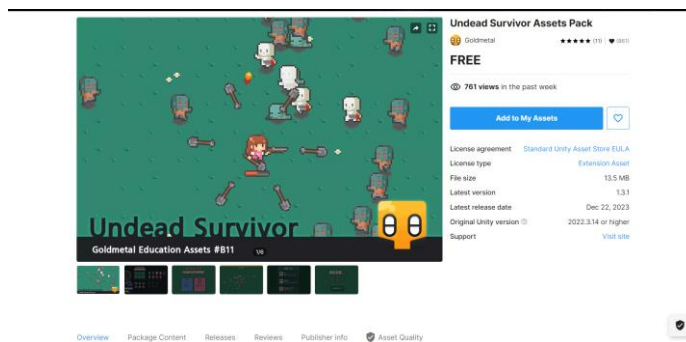 Undead Survivor Assets Pack
Goldmetal
★★★★★ (11) | ♥ (851)
FREE
761 views in the past week
Add to My Assets
License agreement Standard Unity Asset Store EULA
License type Extension Asset
File size 13.5 MB
Latest version 1.3.1
Latest release date Dec 22, 2023
Original Unity version 2022.3.14 or higher
Support Visit site
Undead Survivor
Goldmetal Education Assets #B11
1/6
Overview Package Content Releases Reviews Publisher info Asset Quality